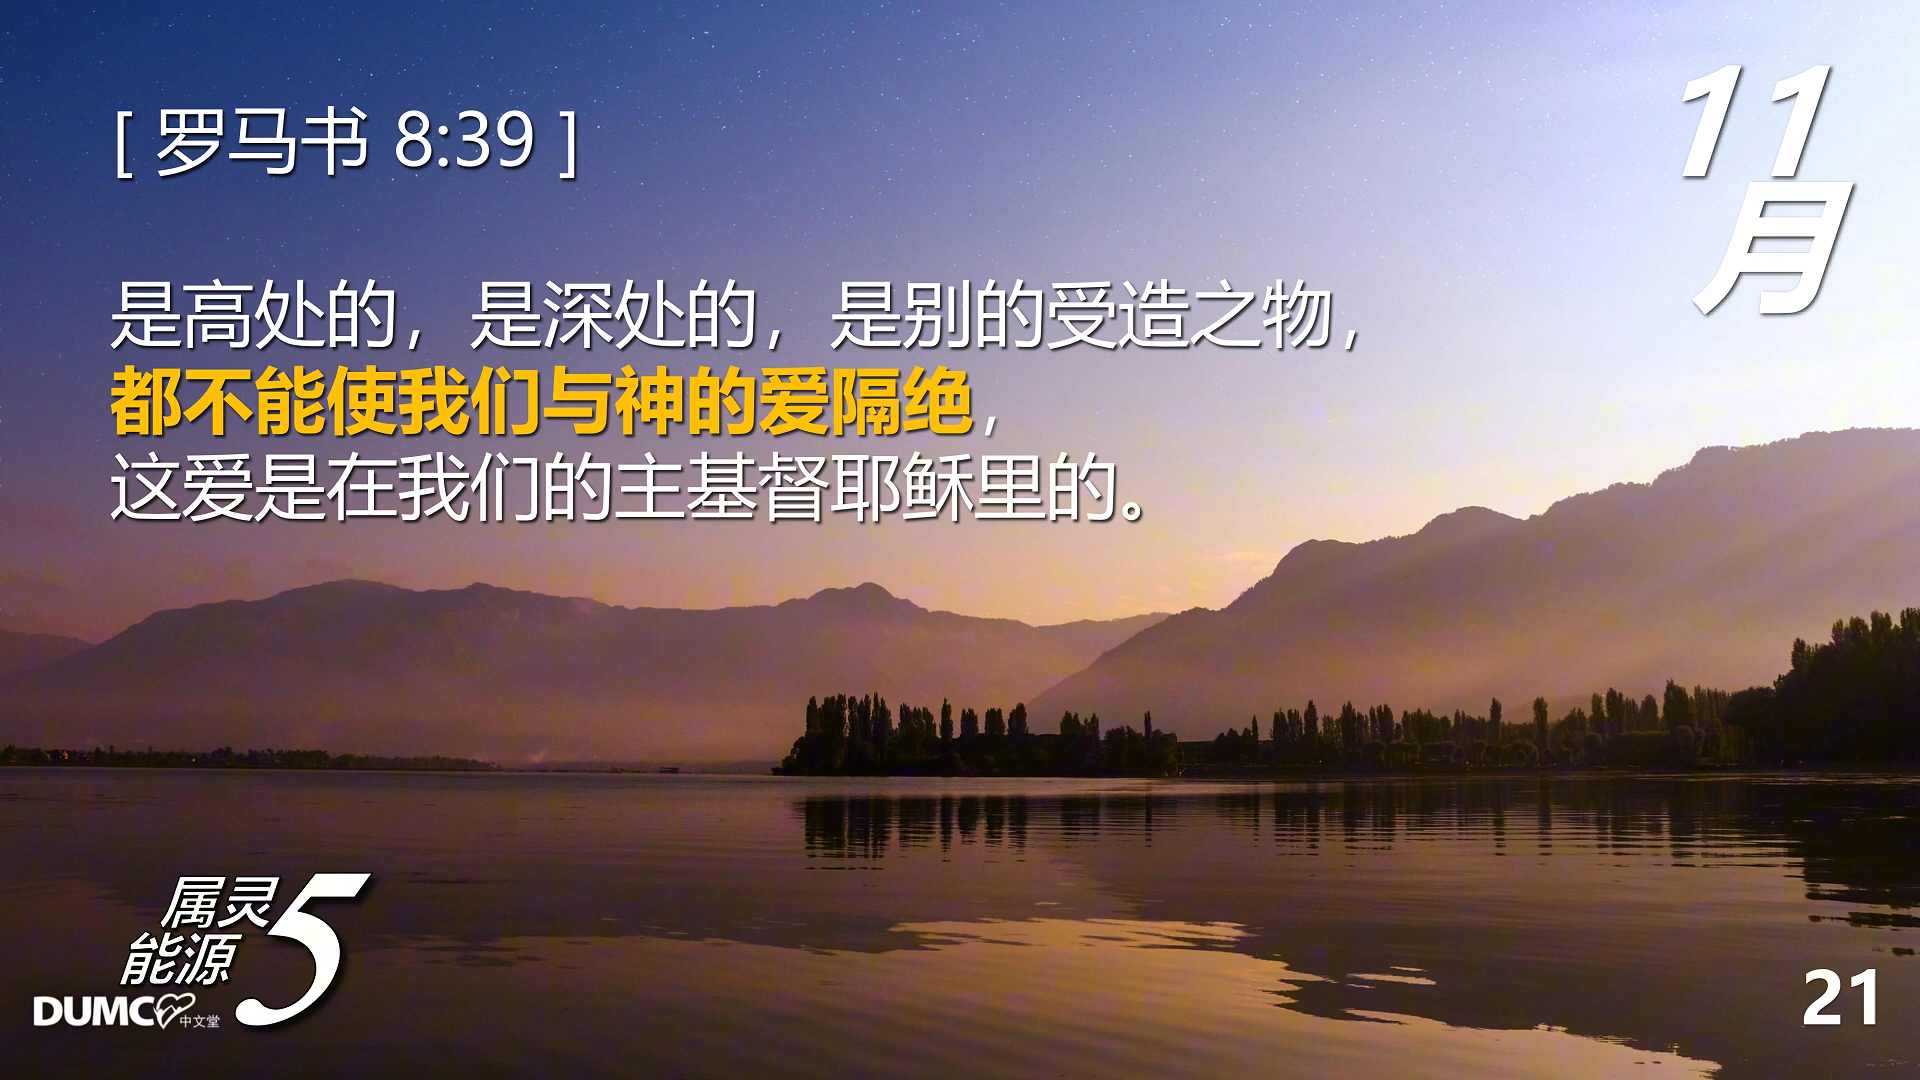 [ 罗马书 8:39 ]
11
月
是高处的，是深处的，是别的受造之物，
都不能使我们与神的爱隔绝，
这爱是在我们的主基督耶稣里的。
属灵
能源
5
DUMC 中文堂
21